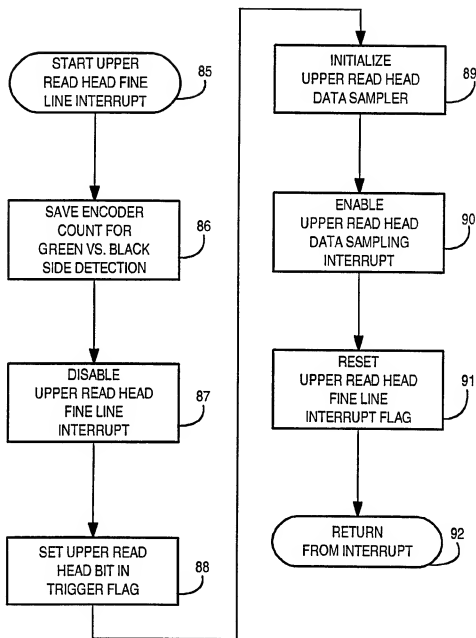 START UPPER
READ HEAD FINE
LINE INTERRUPT
85
SAVE ENCODER
COUNT FOR
GREEN VS. BLACK
SIDE DETECTION
86
DISABLE
UPPER READ HEAD
FINE LINE
INTERRUPT
87
SET UPPER READ
HEAD BIT IN
TRIGGER FLAG
88
INITIALIZE
UPPER READ HEAD
DATA SAMPLER
89
ENABLE
UPPER READ HEAD
DATA SAMPLING
INTERRUPT
90
RESET
UPPER READ HEAD
FINE LINE
INTERRUPT FLAG
91
RETURN
FROM INTERRUPT
92